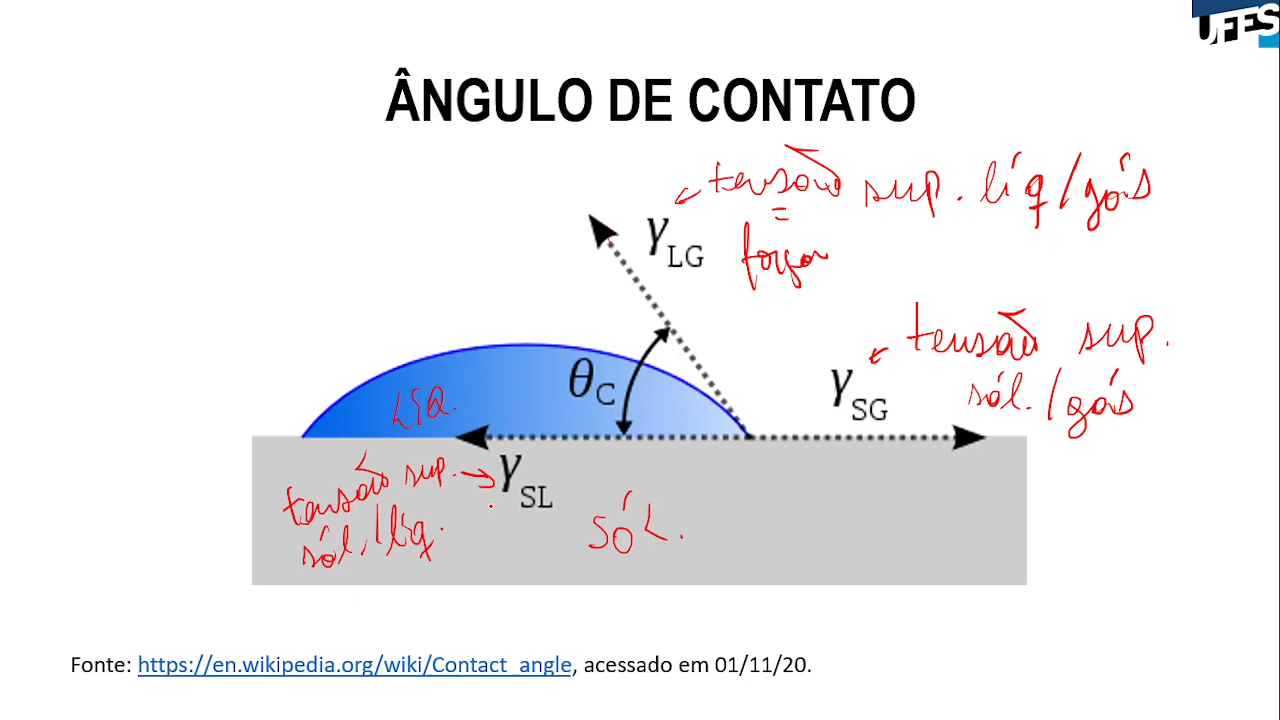 UFES
ÂNGULO DE CONTATO
tensão sup. líq/gás
=
força
γLG
tensão sup.
sól./gás
γSG
θC
LÍQ.
tensão sup. → γSL
sól./líq.
SÓL.
Fonte: https://en.wikipedia.org/wiki/Contact_angle, acessado em 01/11/20.